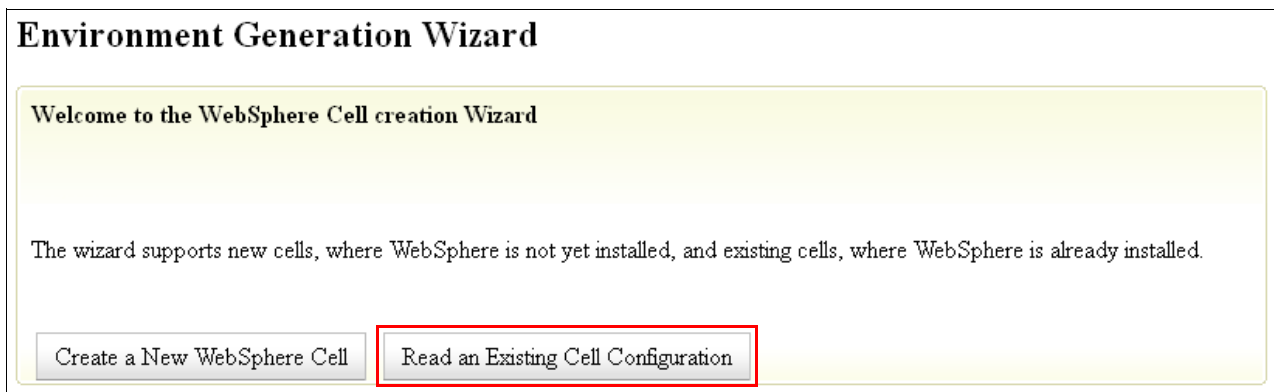 Environment Generation Wizard
Welcome to the WebSphere Cell creation Wizard
The wizard supports new cells, where WebSphere is not yet installed, and existing cells, where WebSphere is already installed.
Create a New WebSphere Cell
Read an Existing Cell Configuration